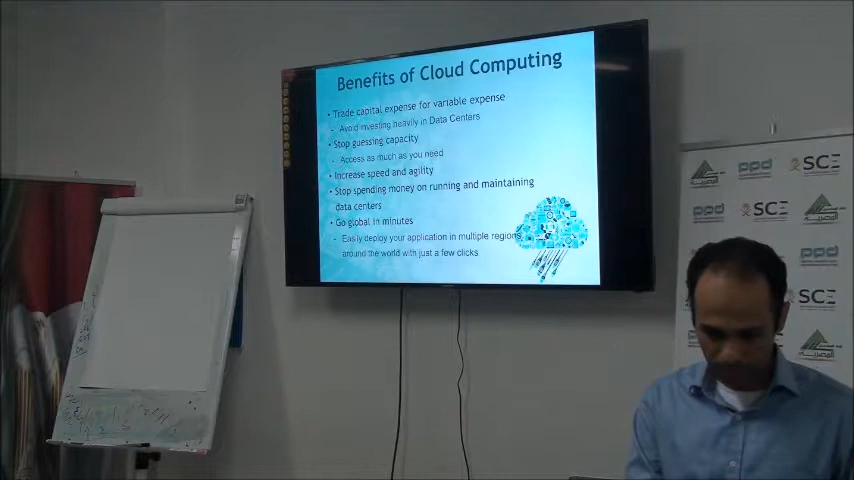 Benefits of Cloud Computing
• Trade capital expense for variable expense
– Avoid investing heavily in Data Centers
• Stop guessing capacity
– Access as much as you need
• Increase speed and agility
• Stop spending money on running and maintaining
data centers
• Go global in minutes
– Easily deploy your application in multiple regions
around the world with just a few clicks
ppd
SCE
ppd
SCE
ppd
SCE